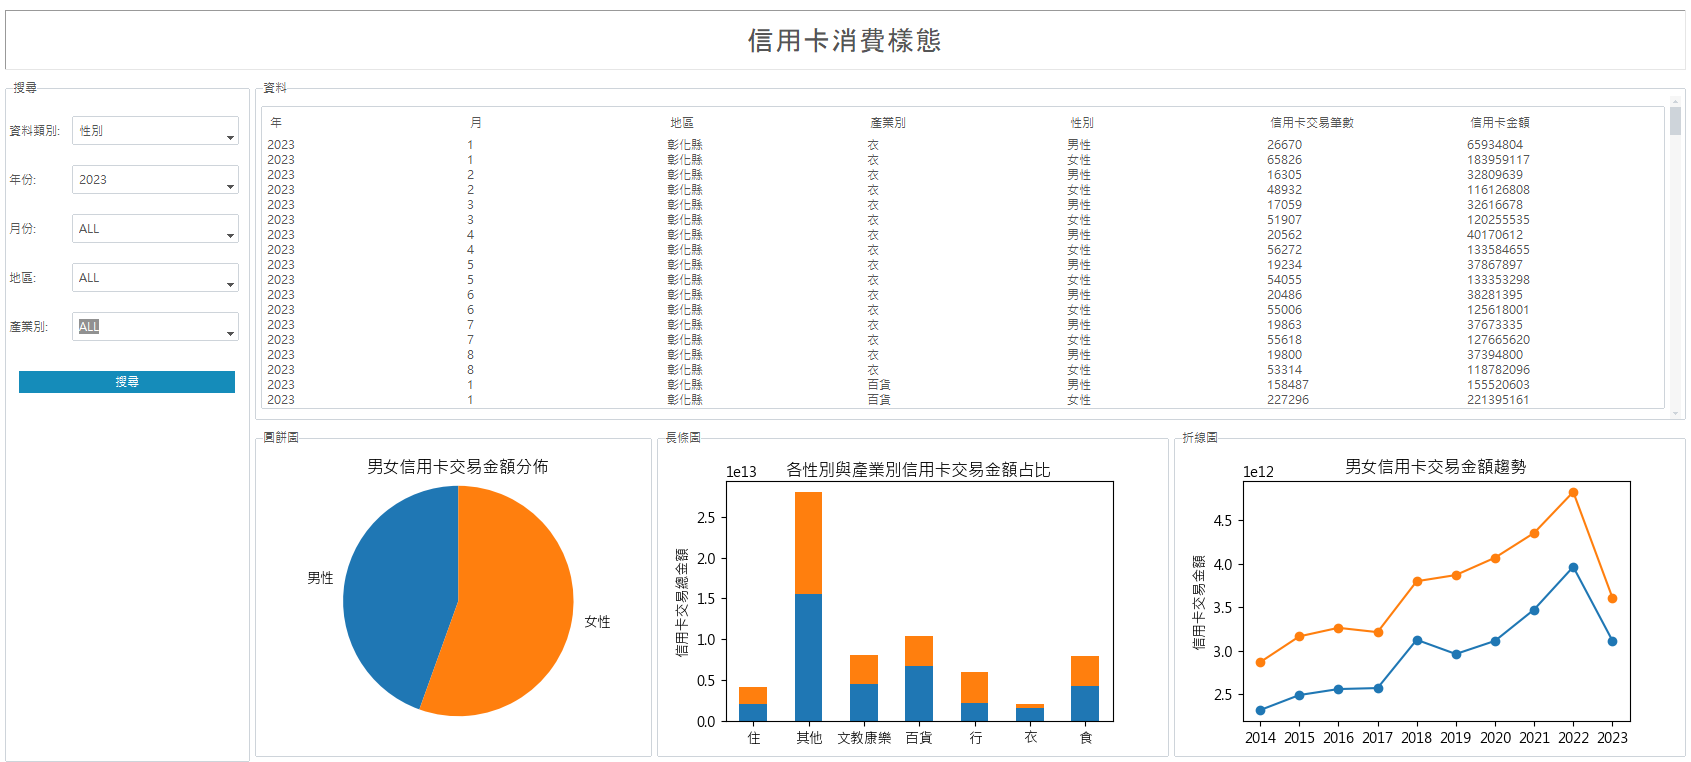 信用卡消費樣態
搜尋
資料類別: 性別
年份: 2023
月份: ALL
地區: ALL
產業別: ALL
搜尋
資料
年 月 地區 產業別 性別 信用卡交易筆數 信用卡金額
2023 1 彰化縣 衣 男性 26670 65934804
2023 1 彰化縣 衣 女性 65826 183959117
2023 2 彰化縣 衣 男性 16305 32809639
2023 2 彰化縣 衣 女性 48932 116126808
2023 3 彰化縣 衣 男性 17059 32616678
2023 3 彰化縣 衣 女性 51907 120255535
2023 4 彰化縣 衣 男性 20562 40170612
2023 4 彰化縣 衣 女性 56272 133584655
2023 5 彰化縣 衣 男性 19234 37867897
2023 5 彰化縣 衣 女性 54055 133353298
2023 6 彰化縣 衣 男性 20486 38281395
2023 6 彰化縣 衣 女性 55006 125618001
2023 7 彰化縣 衣 男性 19863 37673335
2023 7 彰化縣 衣 女性 55618 127665620
2023 8 彰化縣 衣 男性 19800 37394800
2023 8 彰化縣 衣 女性 53314 118782096
2023 1 彰化縣 百貨 男性 158487 155520603
2023 1 彰化縣 百貨 女性 227296 221395161
圓餅圖
男女信用卡交易金額分佈
男性
女性
長條圖
各性別與產業別信用卡交易金額占比
1e13
信用卡交易總金額
2.5
2.0
1.5
1.0
0.5
0.0
住 其他 文教康樂 百貨 行 衣 食
折線圖
男女信用卡交易金額趨勢
1e12
信用卡交易金額
4.5
4.0
3.5
3.0
2.5
2014 2015 2016 2017 2018 2019 2020 2021 2022 2023